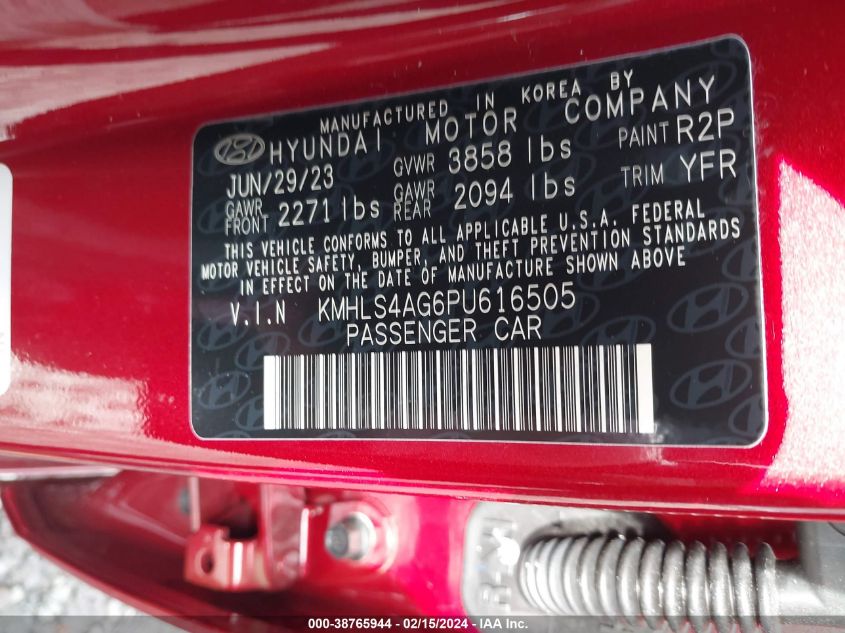 MANUFACTURED IN KOREA BY
HYUNDAI MOTOR COMPANY
JUN/29/23 GVWR 3858 lbs PAINT R2P
GAWR FRONT 2271 lbs GAWR REAR 2094 lbs TRIM YFR
THIS VEHICLE CONFORMS TO ALL APPLICABLE U.S.A. FEDERAL
MOTOR VEHICLE SAFETY, BUMPER, AND THEFT PREVENTION STANDARDS
IN EFFECT ON THE DATE OF MANUFACTURE SHOWN ABOVE
V.I.N KMHLS4AG6PU616505
PASSENGER CAR
000-38765944 - 02/15/2024 - IAA Inc.